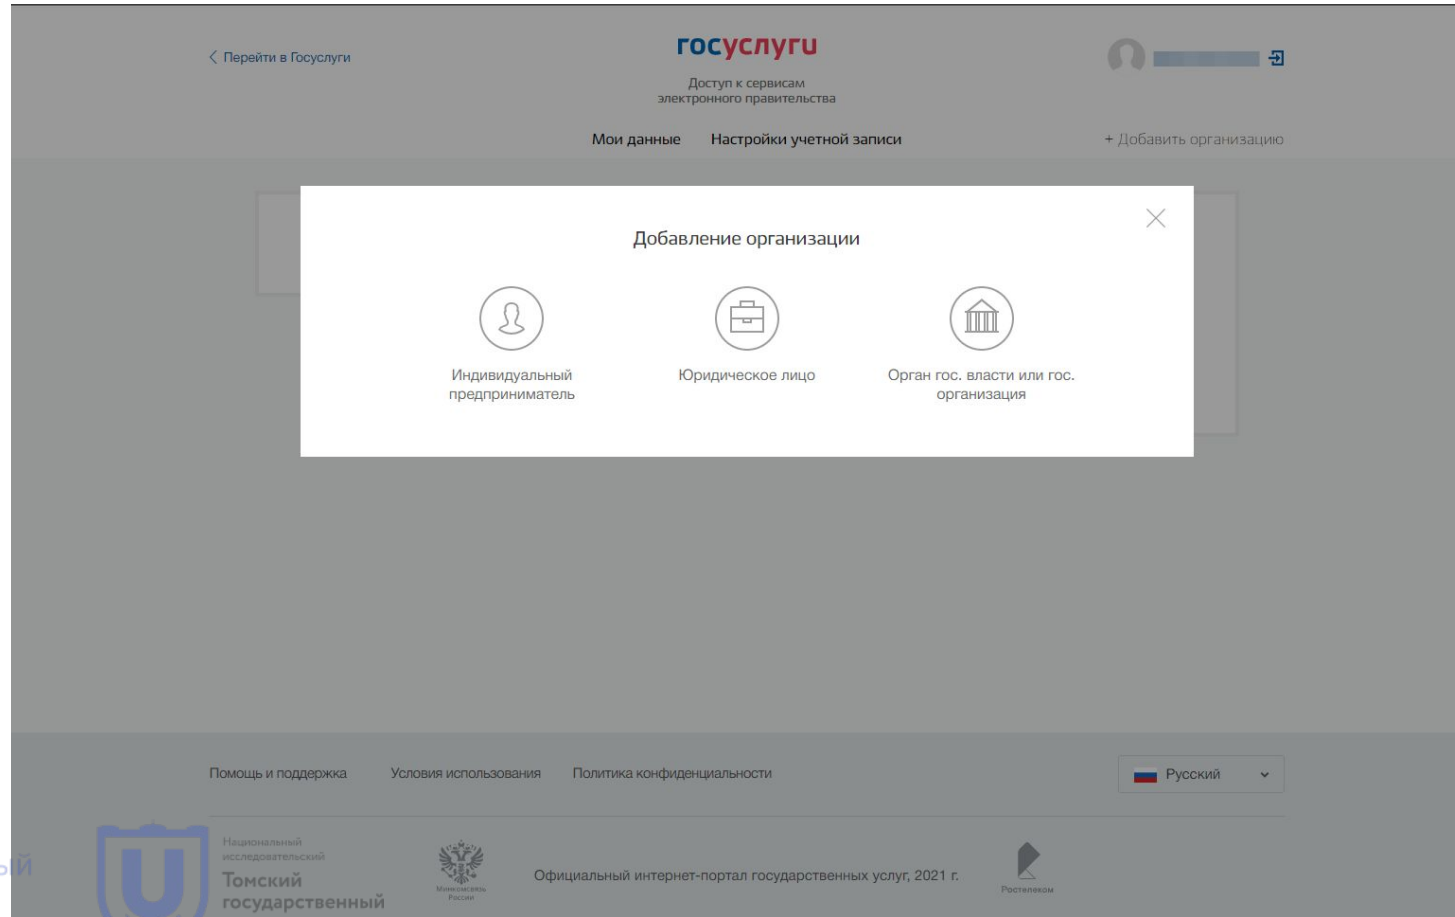 Перейти в Госуслуги
госуслуги
Доступ к сервисам
электронного правительства
Мои данные
Настройки учетной записи
+ Добавить организацию
Добавление организации
Индивидуальный
предприниматель
Юридическое лицо
Орган гос. власти или гос.
организация
Помощь и поддержка
Условия использования
Политика конфиденциальности
Русский
Национальный
исследовательский
Томский
государственный
Минкомсвязь
России
Официальный интернет-портал государственных услуг, 2021 г.
Ростелеком